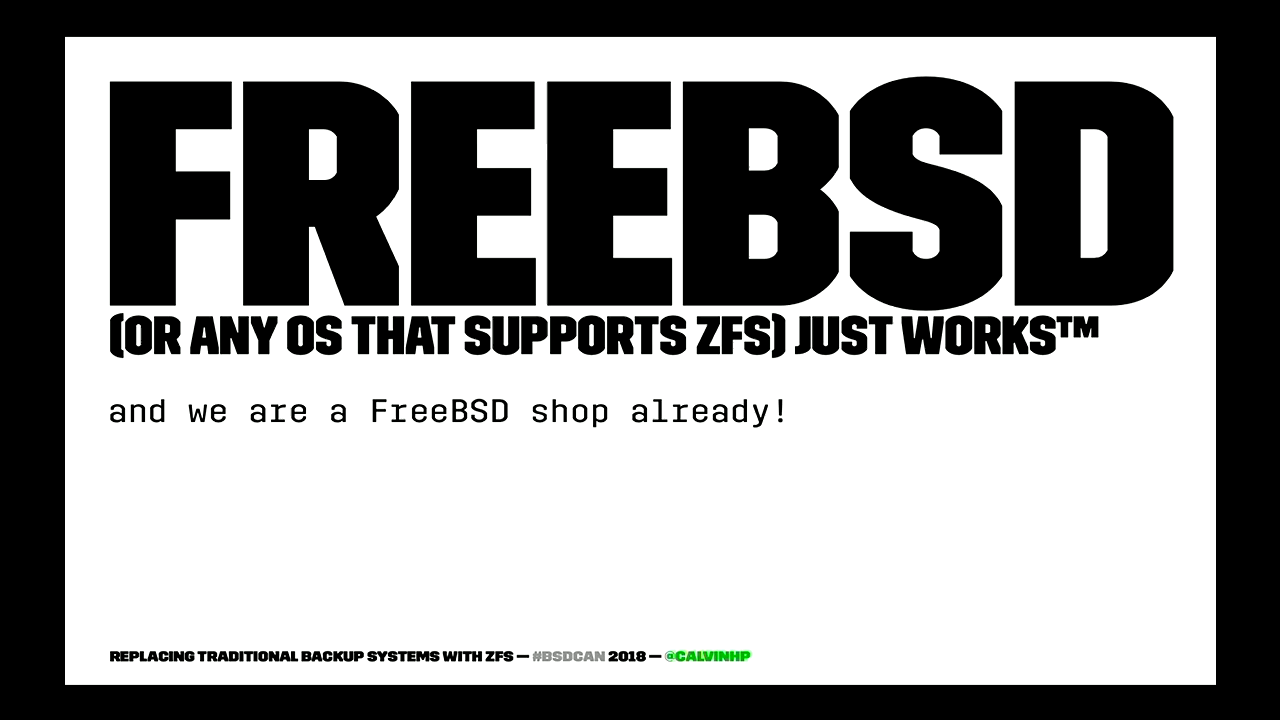 FREEBSD
(OR ANY OS THAT SUPPORTS ZFS) JUST WORKS™
and we are a FreeBSD shop already!
REPLACING TRADITIONAL BACKUP SYSTEMS WITH ZFS — #BSDCAN 2018 — @CALVINHP